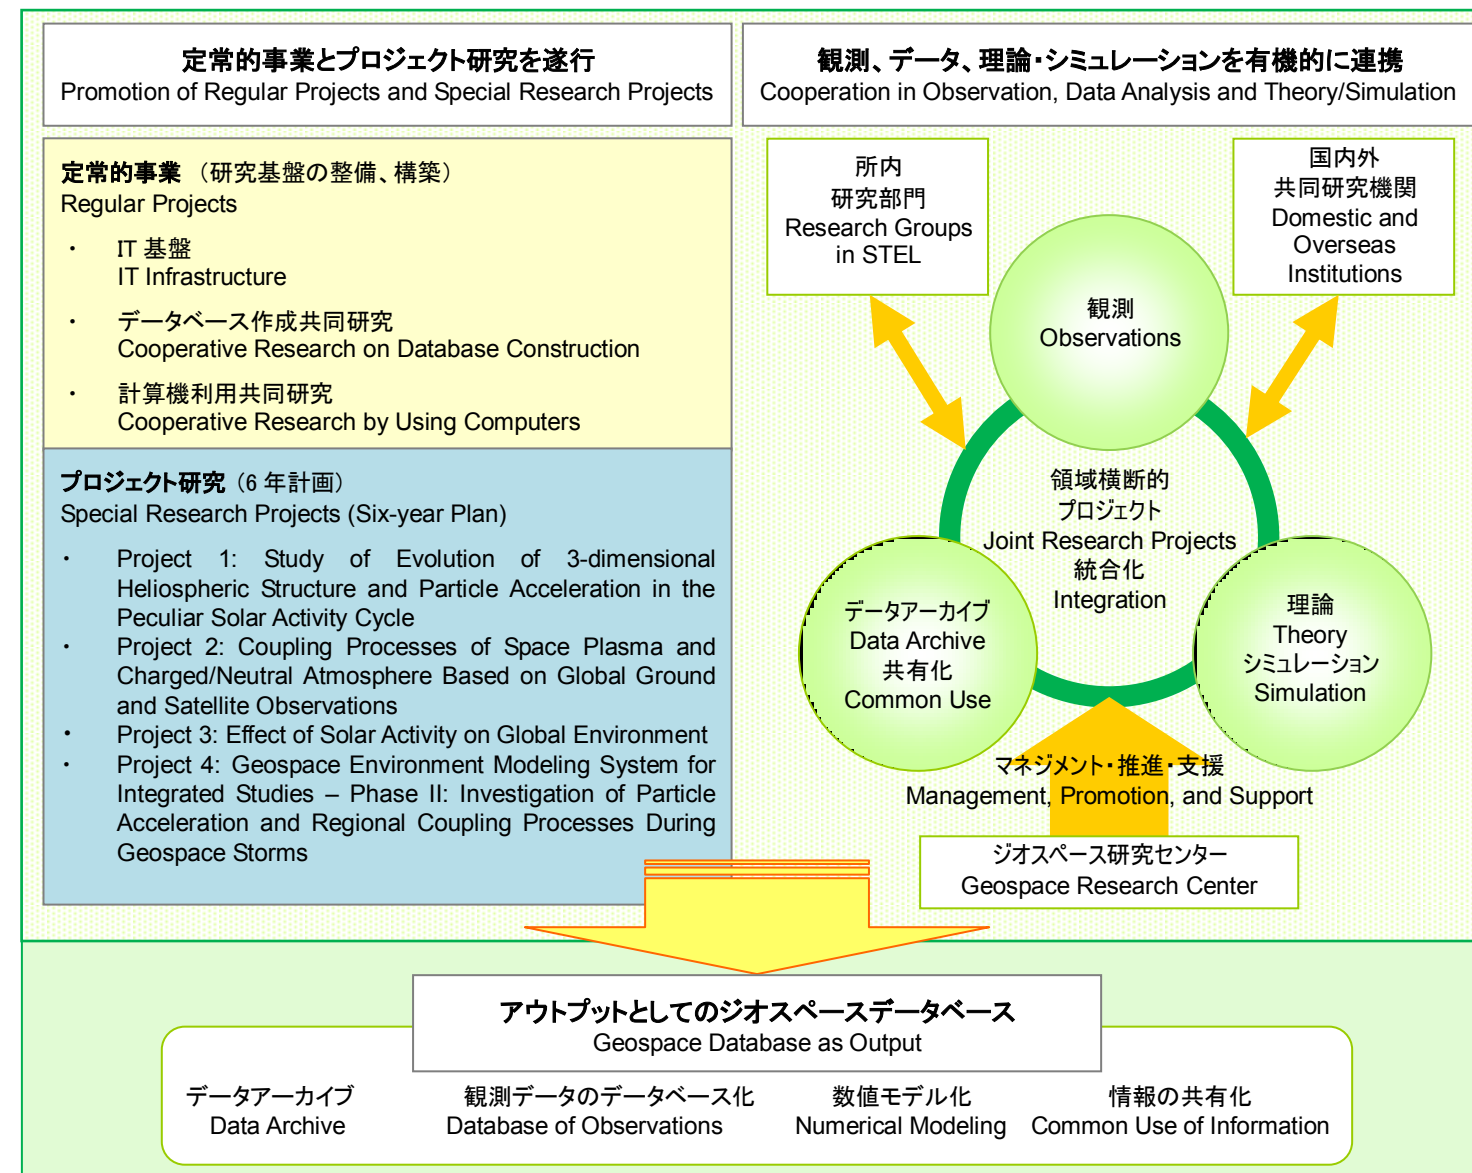 定常的事業とプロジェクト研究を遂行
Promotion of Regular Projects and Special Research Projects
定常的事業 （研究基盤の整備、構築）
Regular Projects
・ IT 基盤
IT Infrastructure
・ データベース作成共同研究
Cooperative Research on Database Construction
・ 計算機利用共同研究
Cooperative Research by Using Computers
プロジェクト研究（6 年計画）
Special Research Projects (Six-year Plan)
・ Project 1: Study of Evolution of 3-dimensional
Heliospheric Structure and Particle Acceleration in the
Peculiar Solar Activity Cycle
・ Project 2: Coupling Processes of Space Plasma and
Charged/Neutral Atmosphere Based on Global Ground
and Satellite Observations
・ Project 3: Effect of Solar Activity on Global Environment
・ Project 4: Geospace Environment Modeling System for
Integrated Studies – Phase II: Investigation of Particle
Acceleration and Regional Coupling Processes During
Geospace Storms
観測、データ、理論・シミュレーションを有機的に連携
Cooperation in Observation, Data Analysis and Theory/Simulation
所内
研究部門
Research Groups
in STEL
国内外
共同研究機関
Domestic and
Overseas
Institutions
観測
Observations
領域横断的
プロジェクト
Joint Research Projects
統合化
Integration
データアーカイブ
Data Archive
共有化
Common Use
理論
Theory
シミュレーション
Simulation
マネジメント・推進・支援
Management, Promotion, and Support
ジオスペース研究センター
Geospace Research Center
アウトプットとしてのジオスペースデータベース
Geospace Database as Output
データアーカイブ
Data Archive
観測データのデータベース化
Database of Observations
数値モデル化
Numerical Modeling
情報の共有化
Common Use of Information